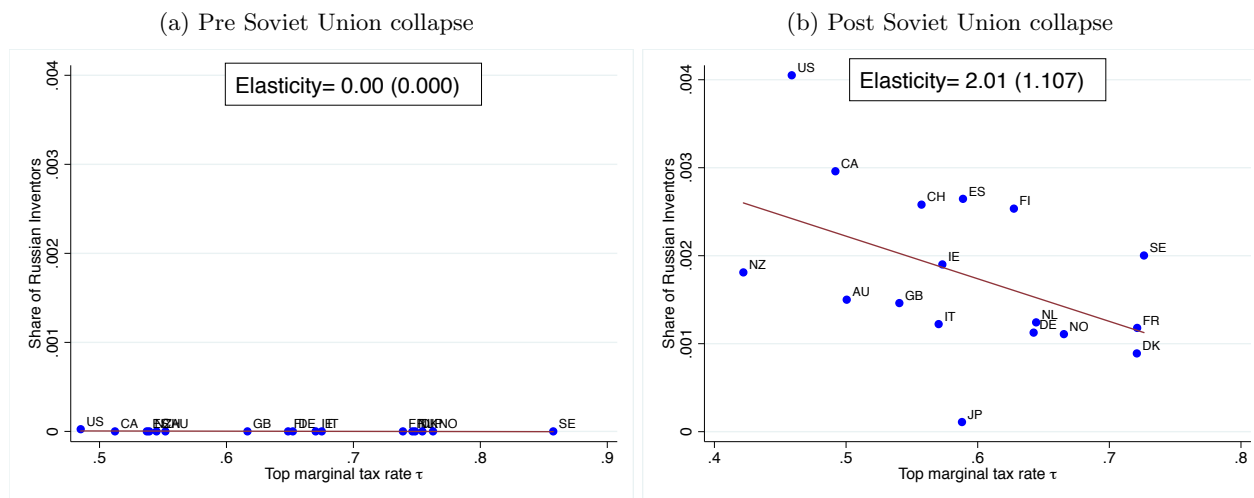 (a) Pre Soviet Union collapse
Elasticity= 0.00 (0.000)
Share of Russian Inventors
.004
.003
.002
.001
0
US
CA
AU
GB
DE
IT
NO
SE
.5
.6
.7
.8
.9
Top marginal tax rate τ
(b) Post Soviet Union collapse
Elasticity= 2.01 (1.107)
Share of Russian Inventors
.004
.003
.002
.001
0
US
CA
CH
ES
FI
SE
IE
NZ
AU
GB
IT
NL
DE
NO
FR
DK
JP
.4
.5
.6
.7
.8
Top marginal tax rate τ